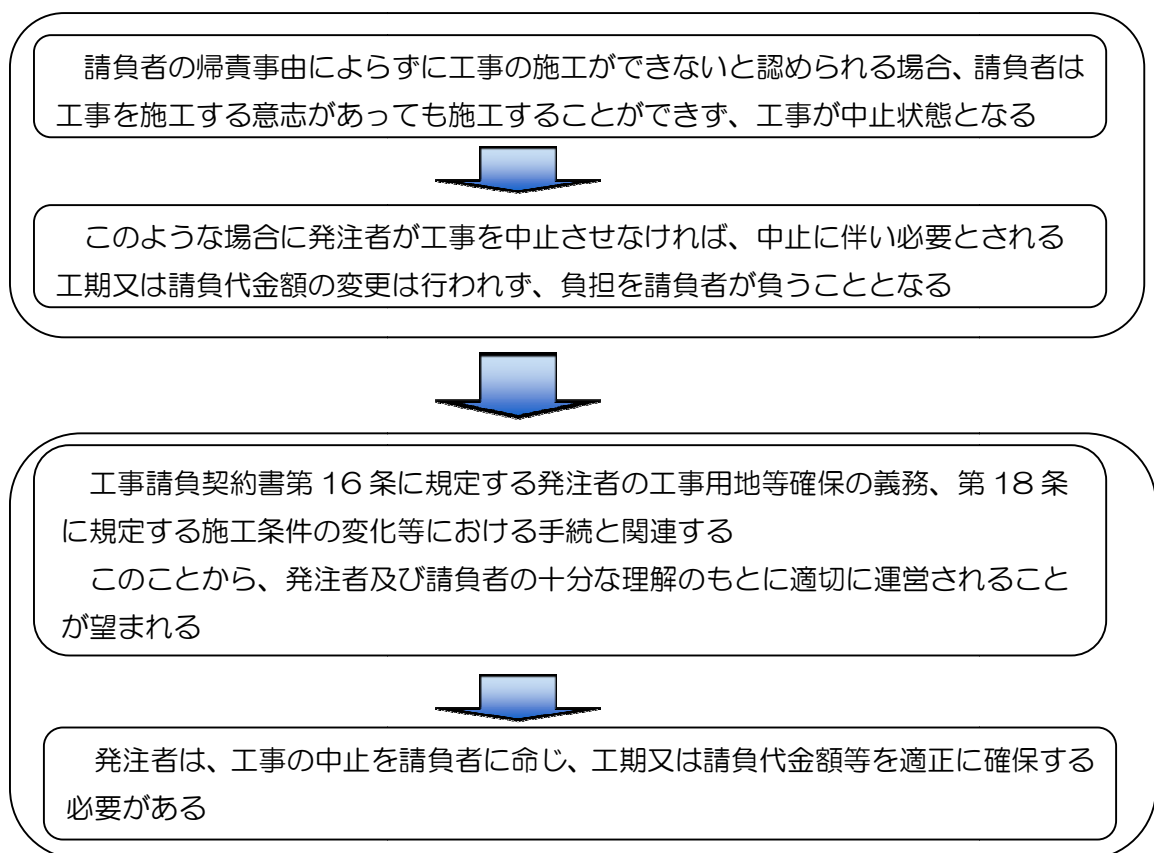 請負者の帰責事由によらずに工事の施工ができないと認められる場合、請負者は
工事を施工する意志があっても施工することができず、工事が中止状態となる
このような場合に発注者が工事を中止させなければ、中止に伴い必要とされる
工期又は請負代金額の変更は行われず、負担を請負者が負うこととなる
工事請負契約書第 16 条に規定する発注者の工事用地等確保の義務、第 18 条
に規定する施工条件の変化等における手続と関連する
このことから、発注者及び請負者の十分な理解のもとに適切に運営されること
が望まれる
発注者は、工事の中止を請負者に命じ、工期又は請負代金額等を適正に確保する
必要がある